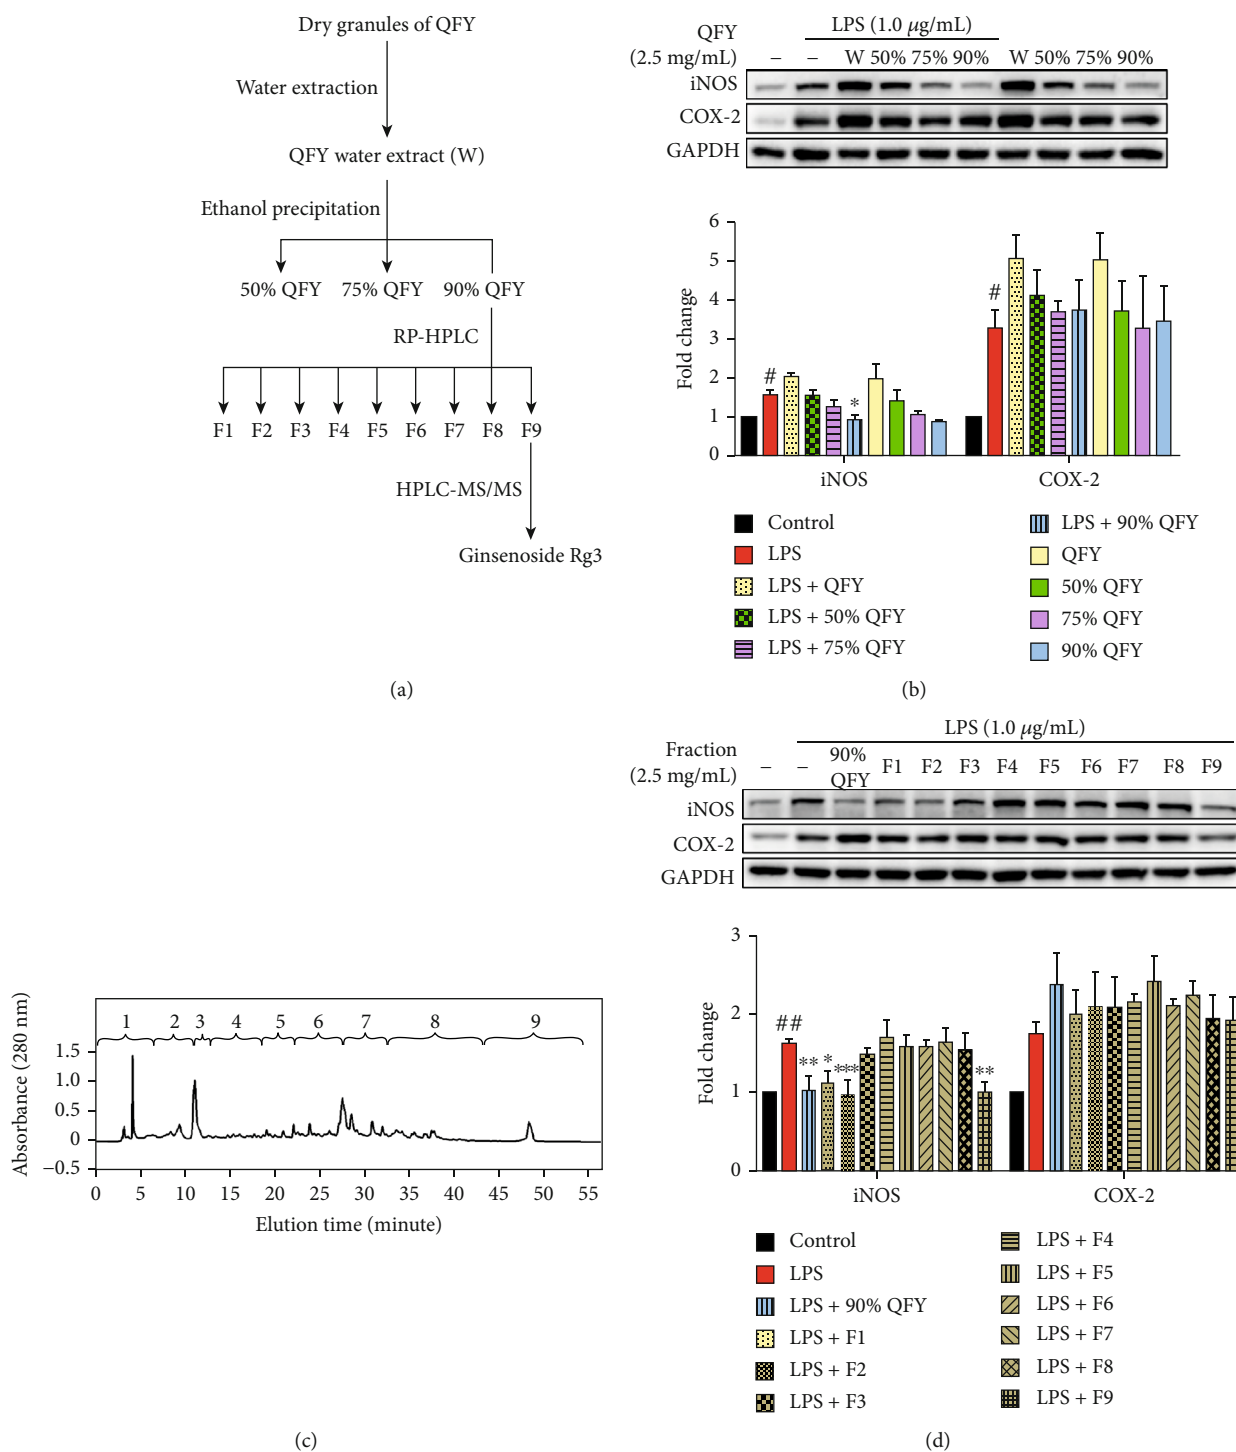 Dry granules of QFY
Water extraction
QFY water extract (W)
Ethanol precipitation
50% QFY 75% QFY 90% QFY
RP-HPLC
F1 F2 F3 F4 F5 F6 F7 F8 F9
HPLC-MS/MS
Ginsenoside Rg3
(a)
LPS (1.0 μg/mL)
QFY
(2.5 mg/mL) – – W 50% 75% 90% W 50% 75% 90%
iNOS
COX-2
GAPDH
Fold change
6
5
4
3
2
1
0
# * #
iNOS COX-2
Control
LPS
LPS + QFY
LPS + 50% QFY
LPS + 75% QFY
LPS + 90% QFY
QFY
50% QFY
75% QFY
90% QFY
(b)
Absorbance (280 nm)
1 2 3 4 5 6 7 8 9
1.5
1.0
0.5
0
−0.5
0 5 10 15 20 25 30 35 40 45 50 55
Elution time (minute)
(c)
LPS (1.0 μg/mL)
Fraction
(2.5 mg/mL) – – 90% QFY F1 F2 F3 F4 F5 F6 F7 F8 F9
iNOS
COX-2
GAPDH
Fold change
3
2
1
0
## ** * *** **
iNOS COX-2
Control
LPS
LPS + 90% QFY
LPS + F1
LPS + F2
LPS + F3
LPS + F4
LPS + F5
LPS + F6
LPS + F7
LPS + F8
LPS + F9
(d)